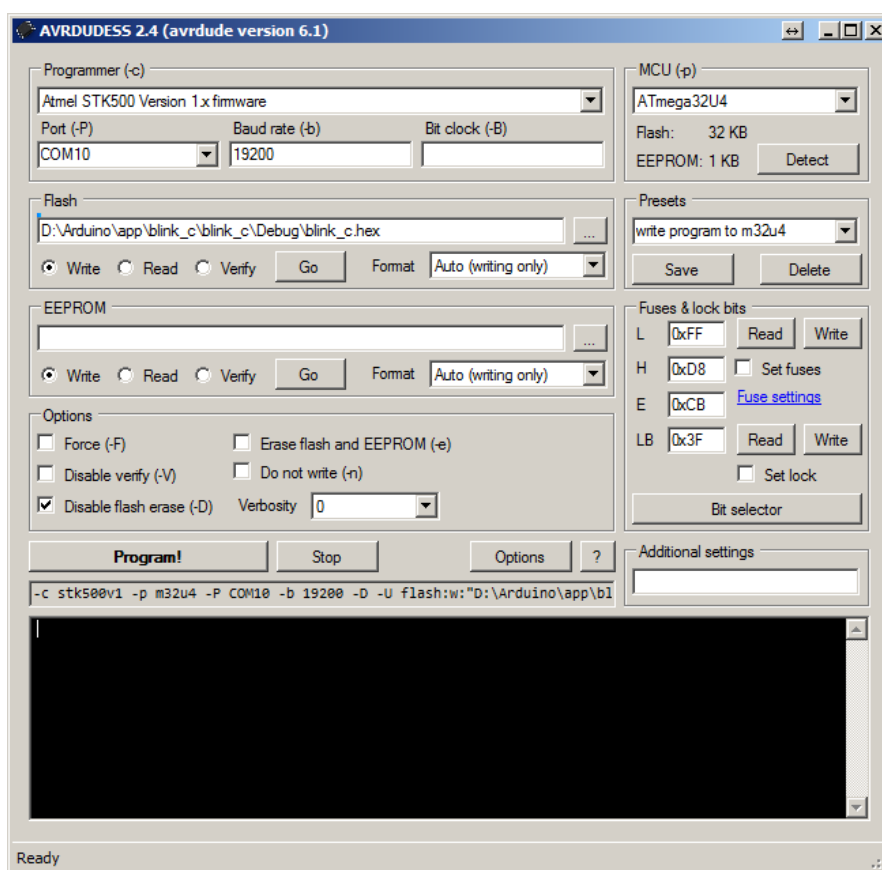 AVRDUDESS 2.4 (avrdude version 6.1)
Programmer (-c)
Atmel STK500 Version 1.x firmware
Port (-P) Baud rate (-b) Bit clock (-B)
COM10 19200
MCU (-p)
ATmega32U4
Flash: 32 KB
EEPROM: 1 KB Detect
Flash
D:\Arduino\app\blink_c\blink_c\Debug\blink_c.hex ...
Write Read Verify Go Format Auto (writing only)
Presets
write program to m32u4
Save Delete
EEPROM
...
Write Read Verify Go Format Auto (writing only)
Fuses & lock bits
L 0xFF Read Write
H 0xD8 Set fuses
E 0xCB Fuse settings
LB 0x3F Read Write
Set lock
Bit selector
Options
Force (-F) Erase flash and EEPROM (-e)
Disable verify (-V) Do not write (-n)
Disable flash erase (-D) Verbosity 0
Program! Stop Options ?
Additional settings
-c stk500v1 -p m32u4 -P COM10 -b 19200 -D -U flash:w:"D:\Arduino\app\bl
Ready